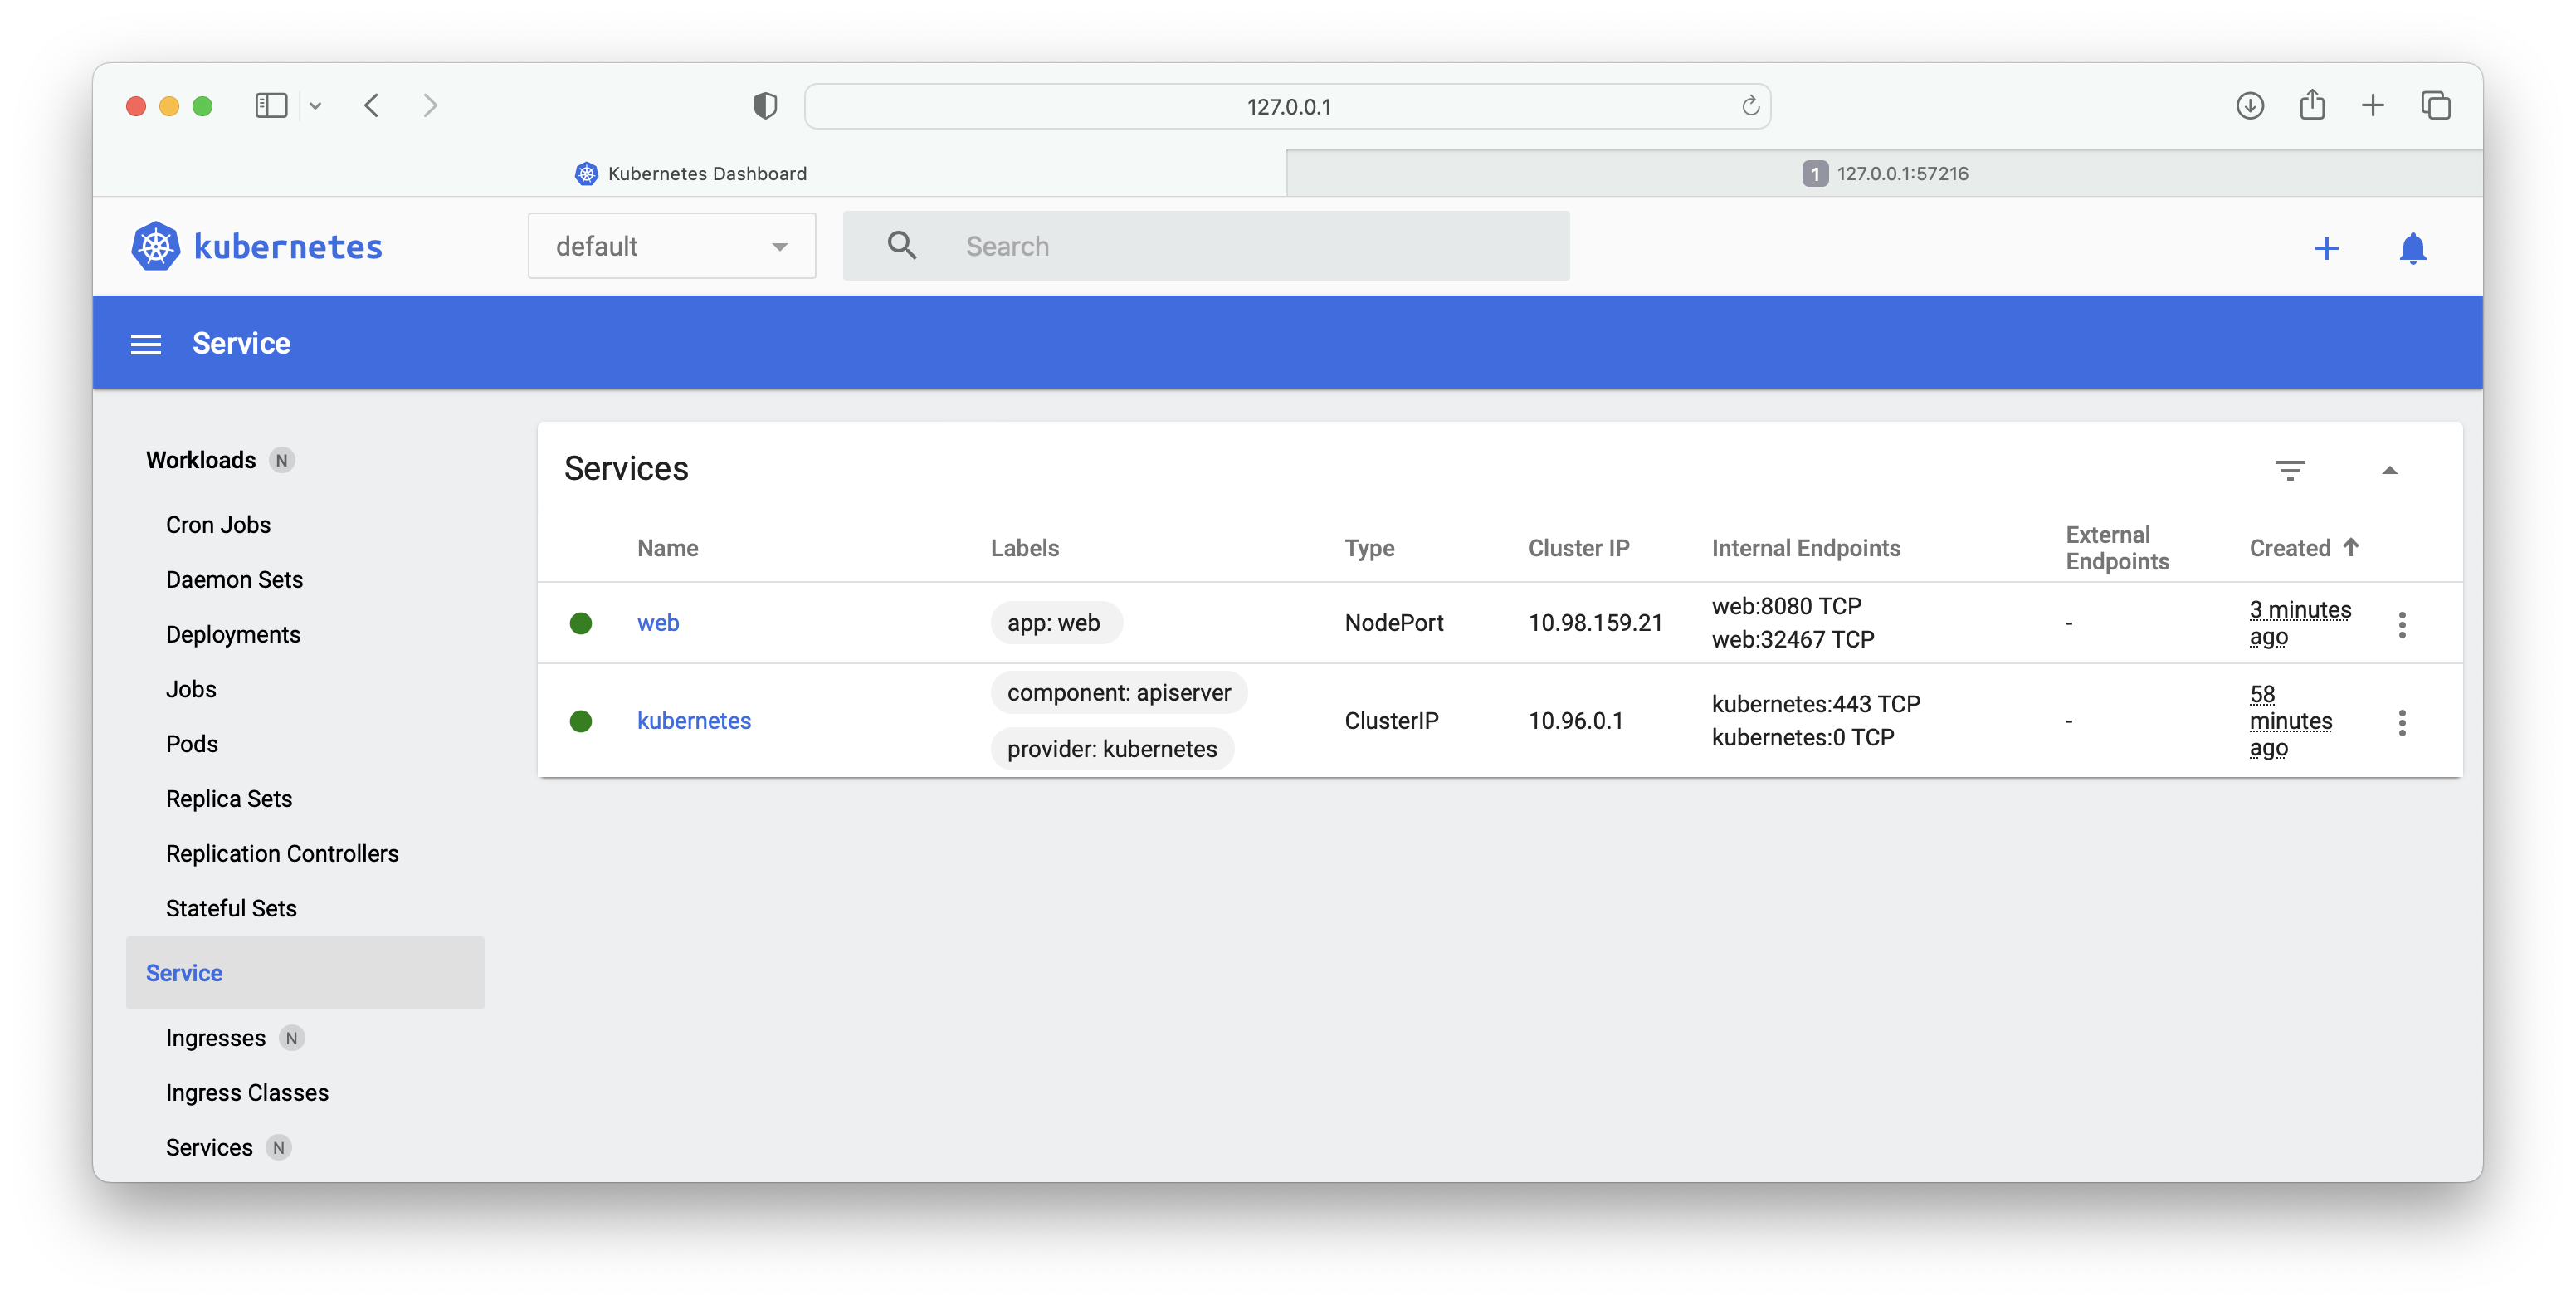 127.0.0.1
Kubernetes Dashboard
1 127.0.0.1:57216
kubernetes
default
Search
Service
Workloads N
Cron Jobs
Daemon Sets
Deployments
Jobs
Pods
Replica Sets
Replication Controllers
Stateful Sets
Service
Ingresses N
Ingress Classes
Services N
Services
Name Labels Type Cluster IP Internal Endpoints External Endpoints Created
web app: web NodePort 10.98.159.21 web:8080 TCP - 3 minutes ago
web:32467 TCP
kubernetes component: apiserver ClusterIP 10.96.0.1 kubernetes:443 TCP - 58 minutes ago
provider: kubernetes kubernetes:0 TCP